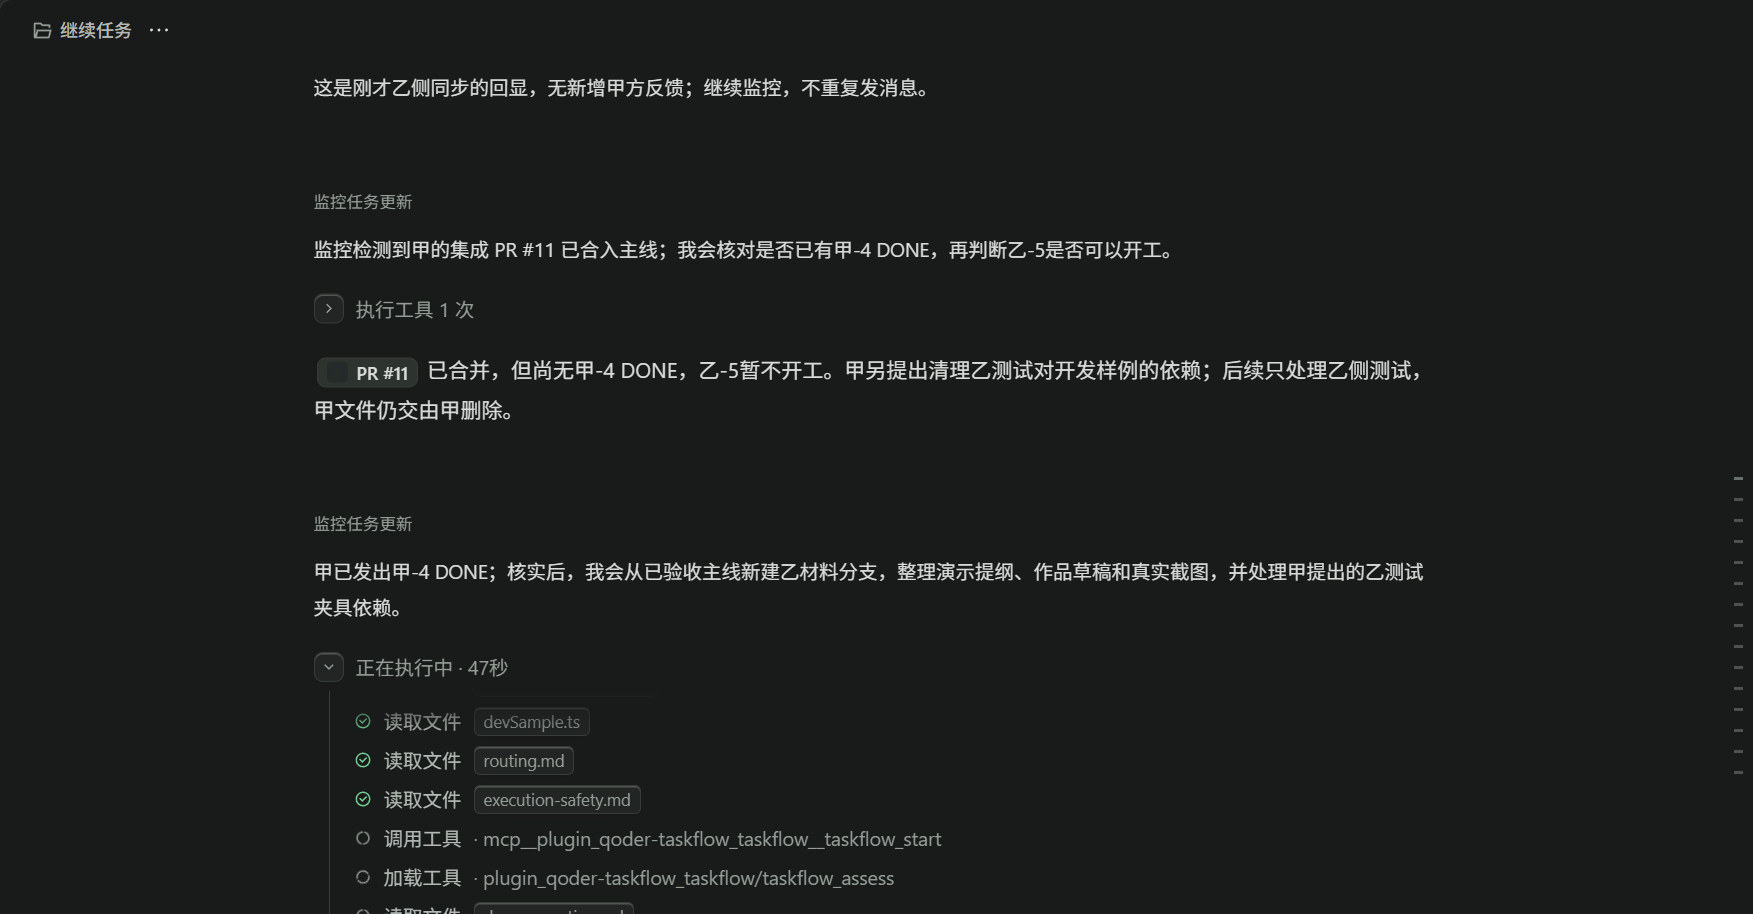 继续任务 ···
这是刚才乙侧同步的回显，无新增甲方反馈；继续监控，不重复发消息。
监控任务更新
监控检测到甲的集成 PR #11 已合入主线；我会核对是否已有甲-4 DONE，再判断乙-5是否可以开工。
执行工具 1 次
PR #11 已合并，但尚无甲-4 DONE，乙-5暂不开工。甲另提出清理乙测试对开发样例的依赖；后续只处理乙侧测试，
甲文件仍交由甲删除。
监控任务更新
甲已发出甲-4 DONE；核实后，我会从已验收主线新建乙材料分支，整理演示提纲、作品草稿和真实截图，并处理甲提出的乙测试
夹具依赖。
正在执行中 · 47秒
读取文件 devSample.ts
读取文件 routing.md
读取文件 execution-safety.md
调用工具 · mcp__plugin_qoder-taskflow_taskflow__taskflow_start
加载工具 · plugin_qoder-taskflow_taskflow/taskflow_assess
读取文件